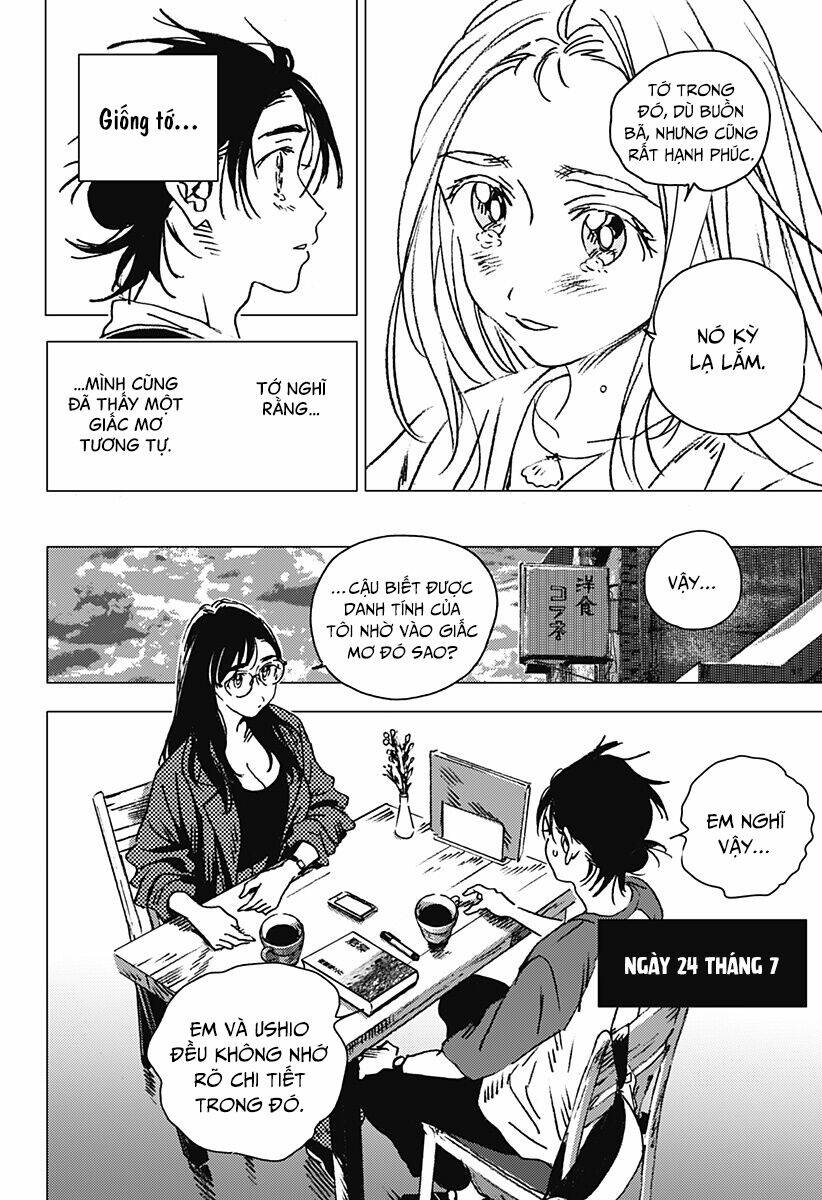 TỚ TRONG
ĐÓ, DÙ BUỒN
BÃ, NHƯNG CŨNG
RẤT HẠNH PHÚC.
NÓ KỲ
LẠ LẮM.
Giống tớ...
TỚ NGHĨ
RẰNG...
...MÌNH CŨNG
ĐÃ THẤY MỘT
GIẤC MƠ
TƯƠNG TỰ.
VẬY...
洋食
コフネ
...CẬU BIẾT ĐƯỢC
DANH TÍNH CỦA
TÔI NHỜ VÀO GIẤC
MƠ ĐÓ SAO?
EM NGHĨ
VẬY...
NGÀY 24 THÁNG 7
EM VÀ USHIO
ĐỀU KHÔNG NHỚ
RÕ CHI TIẾT
TRONG ĐÓ.